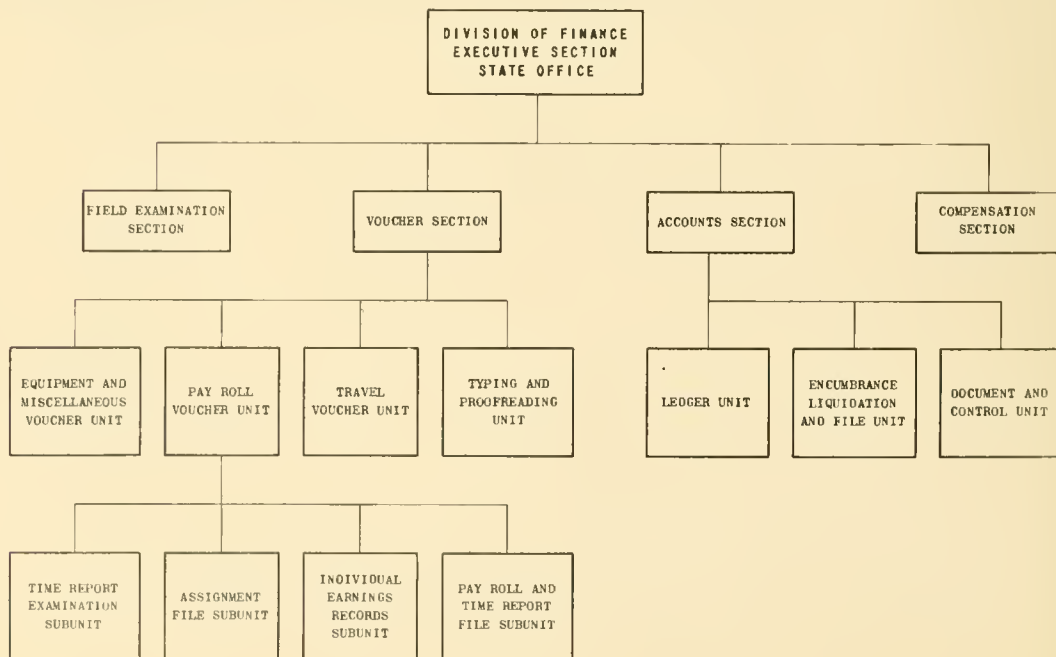 DIVISION OF FINANCE
EXECUTIVE SECTION
STATE OFFICE
FIELD EXAMINATION
SECTION
VOUCHER SECTION
ACCOUNTS SECTION
COMPENSATION
SECTION
EQUIPMENT AND
MISCELLANEOUS
VOUCHER UNIT
PAY ROLL
VOUCHER UNIT
TRAVEL
VOUCHER UNIT
TYPING AND
PROOFREADING
UNIT
LEDGER UNIT
ENCUMBRANCE
LIQUIDATION
AND FILE UNIT
DOCUMENT AND
CONTROL UNIT
TIME REPORT
EXAMINATION
SUBUNIT
ASSIGNMENT
FILE SUBUNIT
INDIVIDUAL
EARNINGS
RECORDS
SUBUNIT
PAY ROLL AND
TIME REPORT
FILE SUBUNIT